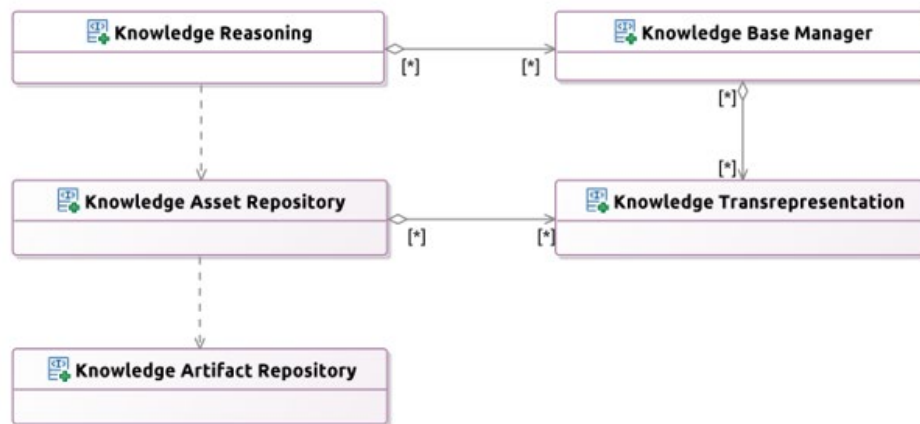 Knowledge Reasoning
Knowledge Base Manager
[*]
[*]
[*]
[*]
Knowledge Asset Repository
Knowledge Transrepresentation
[*]
[*]
Knowledge Artifact Repository